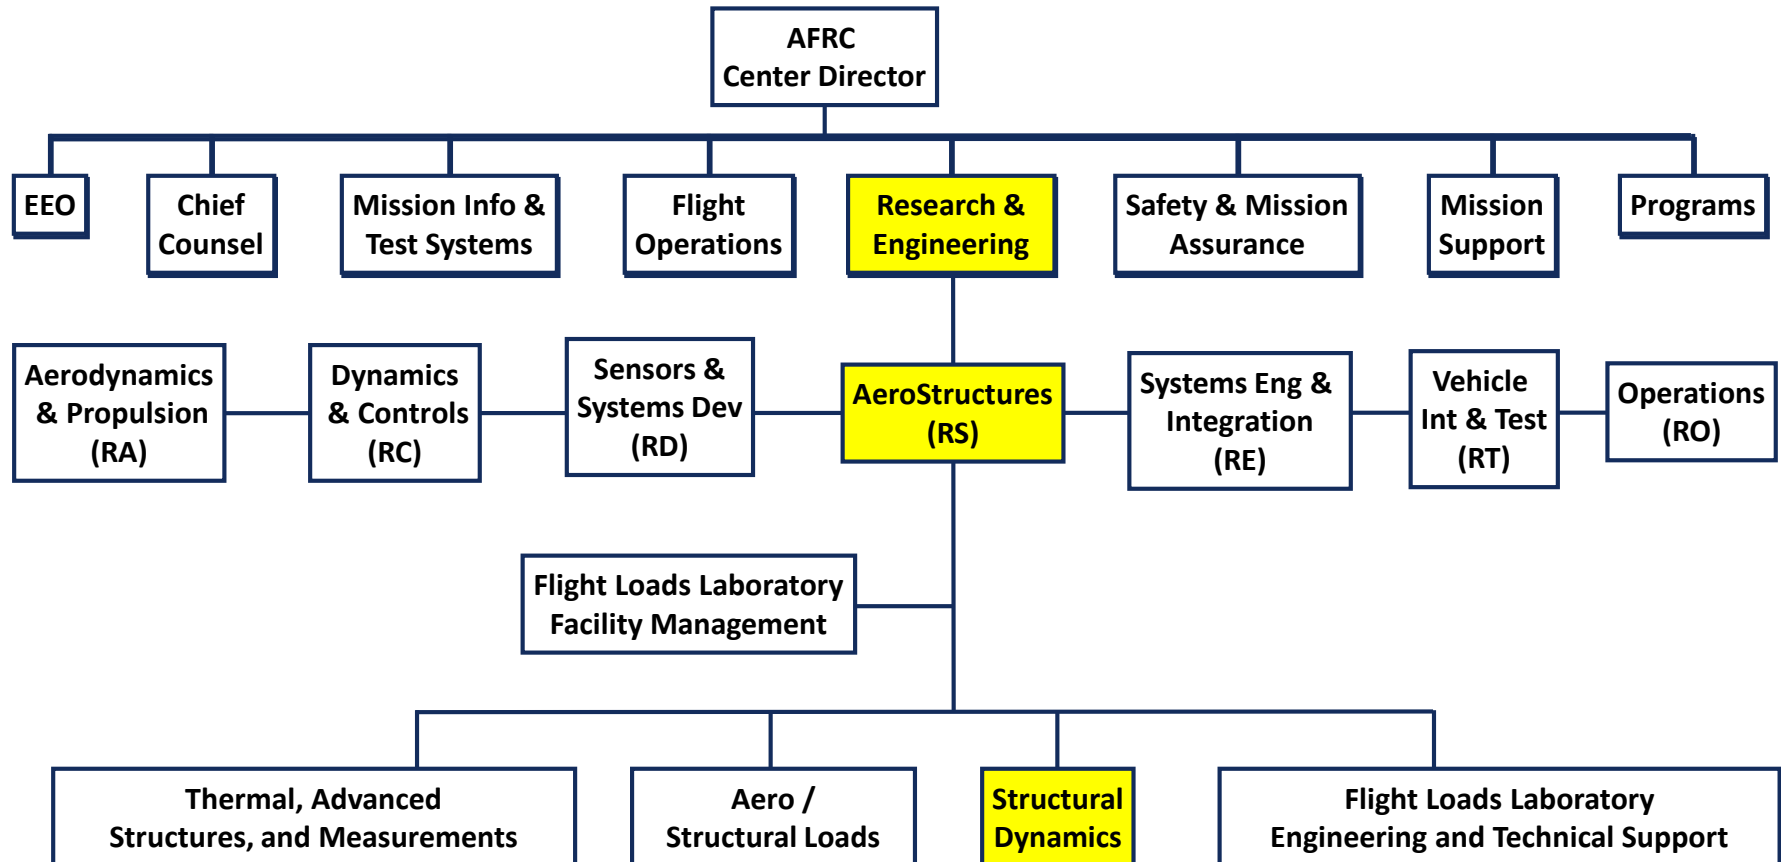 AFRC
Center Director
EEO
Chief
Counsel
Mission Info &
Test Systems
Flight
Operations
Research &
Engineering
Safety & Mission
Assurance
Mission
Support
Programs
Aerodynamics
& Propulsion
(RA)
Dynamics
& Controls
(RC)
Sensors &
Systems Dev
(RD)
AeroStructures
(RS)
Systems Eng &
Integration
(RE)
Vehicle
Int & Test
(RT)
Operations
(RO)
Flight Loads Laboratory
Facility Management
Thermal, Advanced
Structures, and Measurements
Aero /
Structural Loads
Structural
Dynamics
Flight Loads Laboratory
Engineering and Technical Support